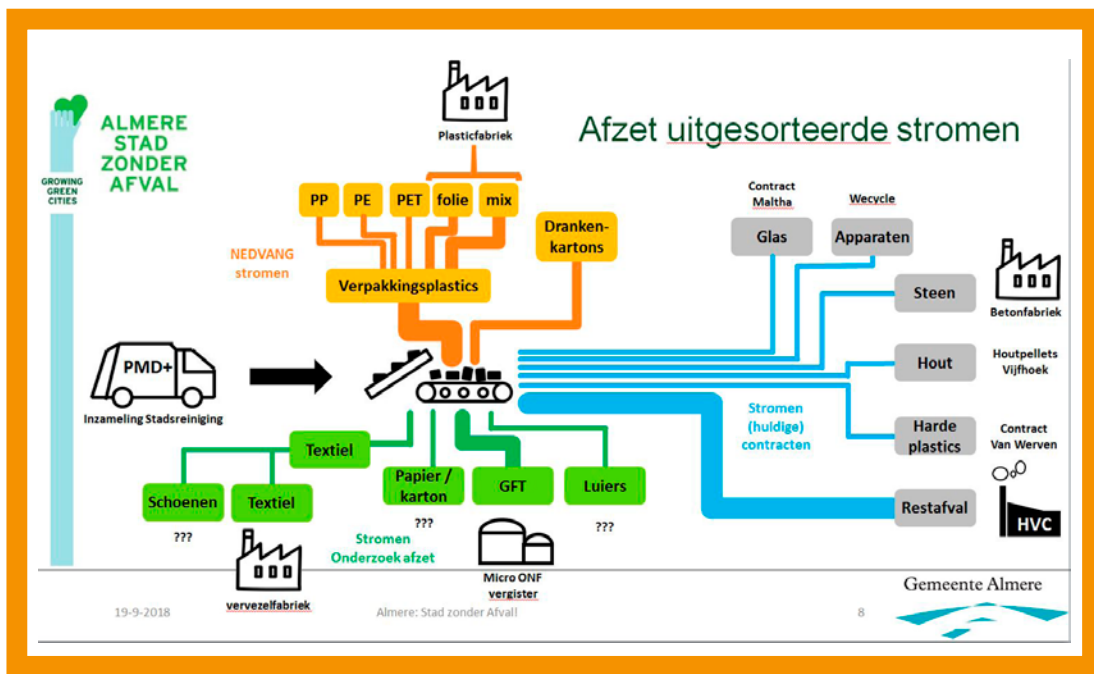 ALMERE
STAD
ZONDER
AFVAL
GROWING
GREEN
CITIES
Afzet uitgesorteerde stromen
Plasticfabriek
PP
PE
PET
folie
mix
Dranken-
kartons
NEDVANG
stromen
Verpakkingsplastics
Contract
Maltha
Wecycle
Glas
Apparaten
Steen
Betonfabriek
PMD+
Inzameling Stadsreiniging
Hout
Houtpellets
Vijfhoek
Stromen
(huidige)
contracten
Harde
plastics
Contract
Van Werven
Textiel
Schoenen
Textiel
Papier /
karton
GFT
Luiers
Restafval
HVC
???
???
???
Stromen
Onderzoek afzet
vervezelfabriek
Micro ONF
vergister
19-9-2018
Almere: Stad zonder Afvall
8
Gemeente Almere